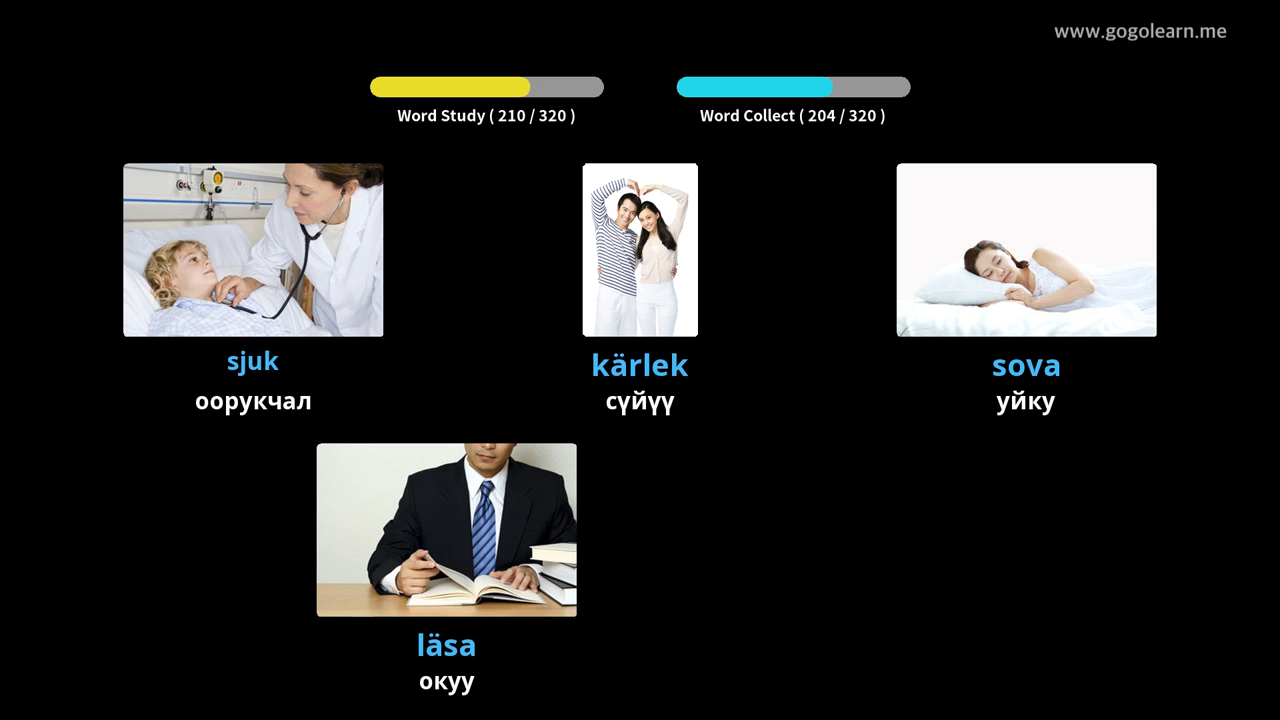 www.gogolearn.me
Word Study ( 210 / 320 )
Word Collect ( 204 / 320 )
sjuk
оорукчал
kärlek
сүйүү
sova
уйку
läsa
окуу